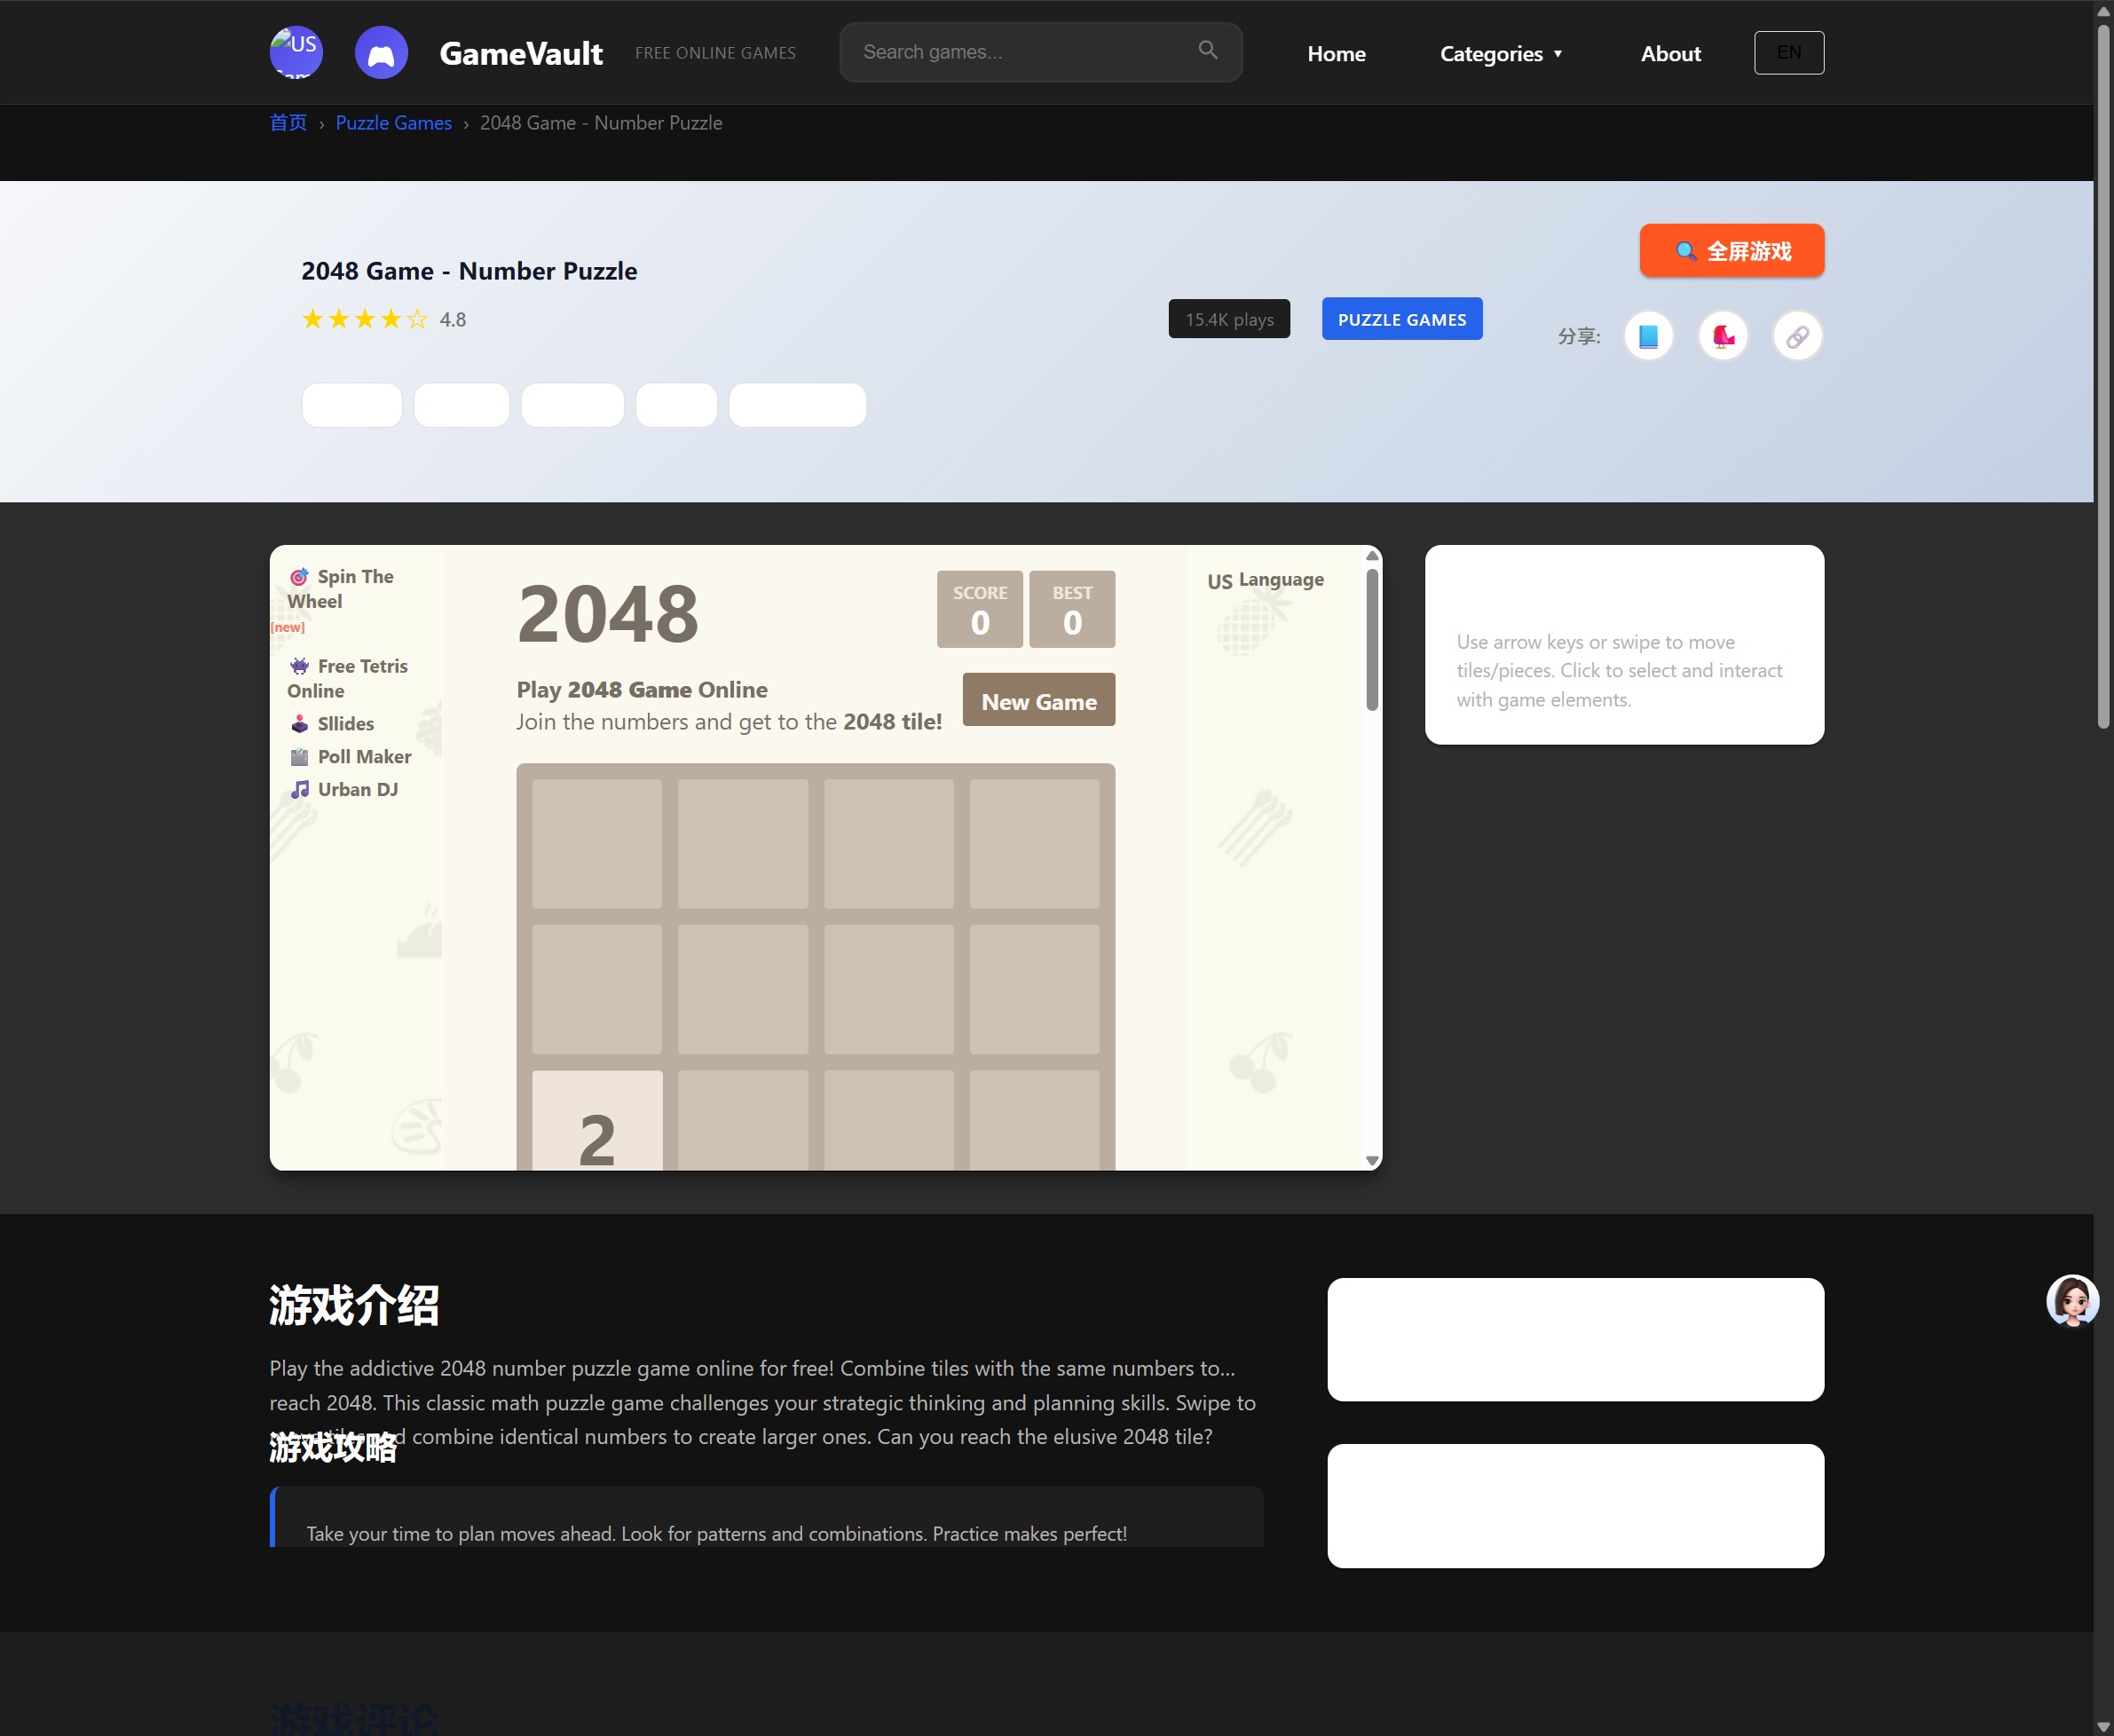 US
GameVault
FREE ONLINE GAMES
Search games...
Home
Categories ▼
About
EN
首页 › Puzzle Games › 2048 Game - Number Puzzle
2048 Game - Number Puzzle
★★★★☆ 4.8
15.4K plays
PUZZLE GAMES
全屏游戏
分享:
Spin The
Wheel
[new]
Free Tetris
Online
Sllides
Poll Maker
Urban DJ
2048
SCORE
0
BEST
0
Play 2048 Game Online
Join the numbers and get to the 2048 tile!
New Game
2
US Language
Use arrow keys or swipe to move
tiles/pieces. Click to select and interact
with game elements.
游戏介绍
Play the addictive 2048 number puzzle game online for free! Combine tiles with the same numbers to...
reach 2048. This classic math puzzle game challenges your strategic thinking and planning skills. Swipe to
combine identical numbers to create larger ones. Can you reach the elusive 2048 tile?
游戏攻略
Take your time to plan moves ahead. Look for patterns and combinations. Practice makes perfect!
游戏评论